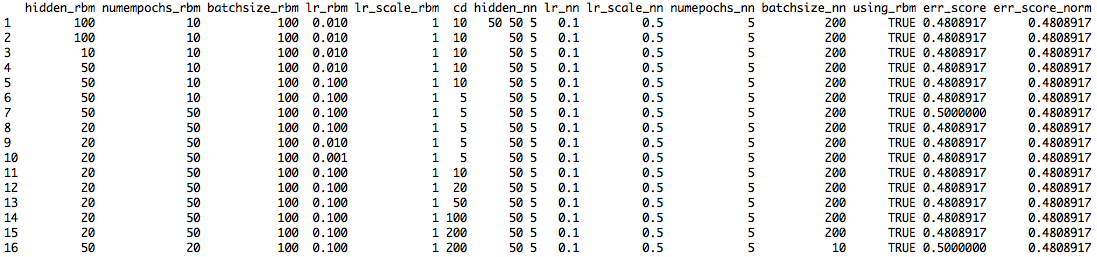 hidden_rbm numempochs_rbm batchsize_rbm lr_rbm lr_scale_rbm cd hidden_nn lr_nn lr_scale_nn numepochs_nn batchsize_nn using_rbm err_score err_score_norm
1 100 10 100 0.010 1 10 50 50 5 0.1 0.5 5 200 TRUE 0.4808917 0.4808917
2 100 10 100 0.010 1 10 50 5 0.1 0.5 5 200 TRUE 0.4808917 0.4808917
3 10 10 100 0.010 1 10 50 5 0.1 0.5 5 200 TRUE 0.4808917 0.4808917
4 50 10 100 0.010 1 10 50 5 0.1 0.5 5 200 TRUE 0.4808917 0.4808917
5 50 10 100 0.100 1 10 50 5 0.1 0.5 5 200 TRUE 0.4808917 0.4808917
6 50 10 100 0.100 1 5 50 5 0.1 0.5 5 200 TRUE 0.4808917 0.4808917
7 50 50 100 0.100 1 5 50 5 0.1 0.5 5 200 TRUE 0.5000000 0.4808917
8 20 50 100 0.100 1 5 50 5 0.1 0.5 5 200 TRUE 0.4808917 0.4808917
9 20 50 100 0.010 1 5 50 5 0.1 0.5 5 200 TRUE 0.4808917 0.4808917
10 20 50 100 0.001 1 5 50 5 0.1 0.5 5 200 TRUE 0.4808917 0.4808917
11 20 50 100 0.100 1 10 50 5 0.1 0.5 5 200 TRUE 0.4808917 0.4808917
12 20 50 100 0.100 1 20 50 5 0.1 0.5 5 200 TRUE 0.4808917 0.4808917
13 20 50 100 0.100 1 50 50 5 0.1 0.5 5 200 TRUE 0.4808917 0.4808917
14 20 50 100 0.100 1 100 50 5 0.1 0.5 5 200 TRUE 0.4808917 0.4808917
15 20 50 100 0.100 1 200 50 5 0.1 0.5 5 200 TRUE 0.4808917 0.4808917
16 50 20 100 0.100 1 200 50 5 0.1 0.5 5 10 TRUE 0.5000000 0.4808917